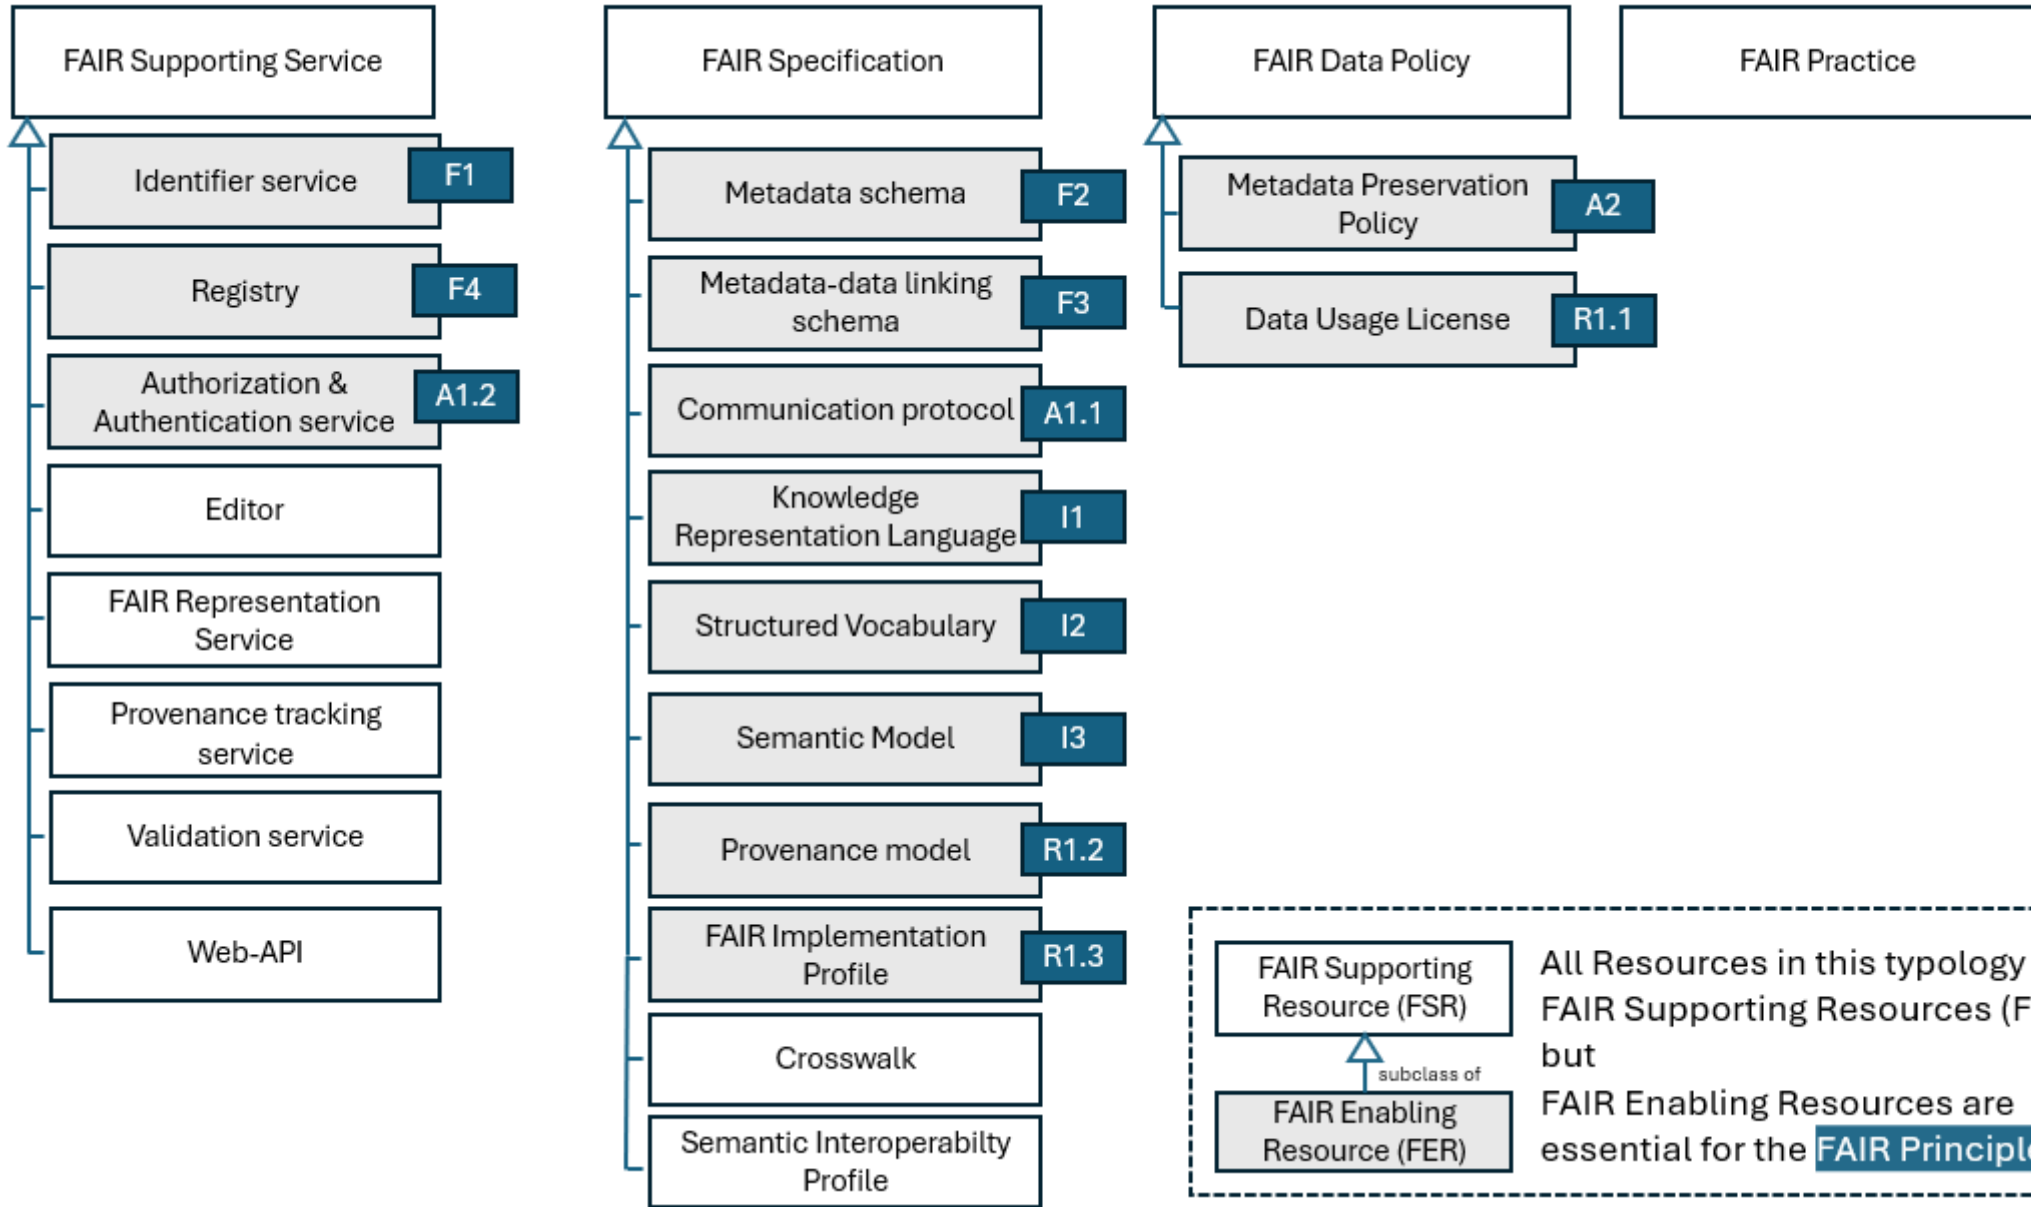 FAIR Supporting Service
Identifier service
F1
Registry
F4
Authorization &
Authentication service
A1.2
Editor
FAIR Representation
Service
Provenance tracking
service
Validation service
Web-API
FAIR Specification
Metadata schema
F2
Metadata-data linking
schema
F3
Communication protocol
A1.1
Knowledge
Representation Language
I1
Structured Vocabulary
I2
Semantic Model
I3
Provenance model
R1.2
FAIR Implementation
Profile
R1.3
Crosswalk
Semantic Interoperabilty
Profile
FAIR Data Policy
Metadata Preservation
Policy
A2
Data Usage License
R1.1
FAIR Practice
FAIR Supporting
Resource (FSR)
subclass of
FAIR Enabling
Resource (FER)
All Resources in this typology
FAIR Supporting Resources (F
but
FAIR Enabling Resources are
essential for the FAIR Principl